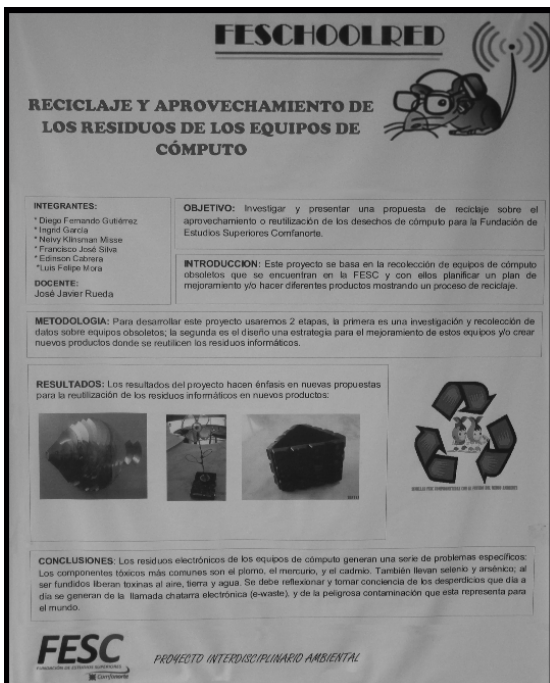 FESCHOOLRED
RECICLAJE Y APROVECHAMIENTO DE
LOS RESIDUOS DE LOS EQUIPOS DE
CÓMPUTO
INTEGRANTES:
* Diego Fernando Gutiérrez
* Ingrid Garcia
* Neivy Klinsman Misse
* Francisco José Silva
* Edinson Cabrera
*Luis Felipe Mora
DOCENTE:
José Javier Rueda
OBJETIVO: Investigar y presentar una propuesta de reciclaje sobre el
aprovechamiento o reutilización de los desechos de cómputo para la Fundación de
Estudios Superiores Comfanorte.
INTRODUCCION: Este proyecto se basa en la recolección de equipos de cómputo
obsoletos que se encuentran en la FESC y con ellos planificar un plan de
mejoramiento y/o hacer diferentes productos mostrando un proceso de reciclaje.
METODOLOGIA: Para desarrollar este proyecto usaremos 2 etapas, la primera es una investigación y recolección de
datos sobre equipos obsoletos; la segunda es el diseño una estrategia para el mejoramiento de estos equipos y/o crear
nuevos productos donde se reutilicen los residuos informáticos.
RESULTADOS: Los resultados del proyecto hacen énfasis en nuevas propuestas
para la reutilización de los residuos informáticos en nuevos productos:
CONCLUSIONES: Los residuos electrónicos de los equipos de cómputo generan una serie de problemas específicos:
Los componentes tóxicos más comunes son el plomo, el mercurio, y el cadmio. También llevan selenio y arsénico; al
ser fundidos liberan toxinas al aire, tierra y agua. Se debe reflexionar y tomar conciencia de los desperdicios que día a
día se generan de la llamada chatarra electrónica (e-waste), y de la peligrosa contaminación que esta representa para
el mundo.
FESC
FUNDACIÓN DE ESTUDIOS SUPERIORES
Comfanorte
PROYECTO INTERDISCIPLINARIO AMBIENTAL